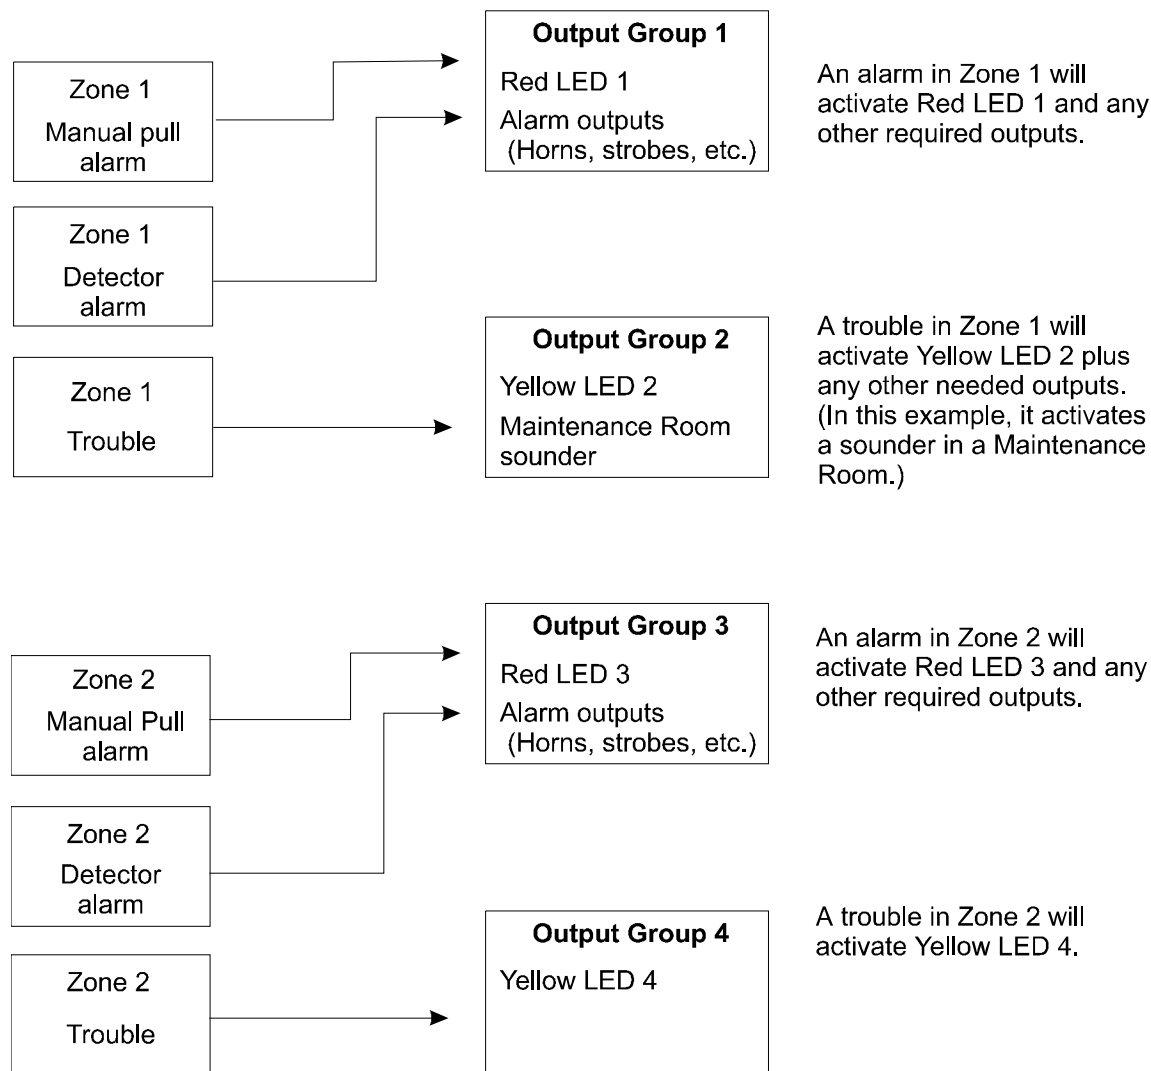 Zone 1
Manual pull
alarm
Zone 1
Detector
alarm
Zone 1
Trouble
Output Group 1
Red LED 1
Alarm outputs
(Horns, strobes, etc.)
An alarm in Zone 1 will
activate Red LED 1 and any
other required outputs.
Output Group 2
Yellow LED 2
Maintenance Room
sounder
A trouble in Zone 1 will
activate Yellow LED 2 plus
any other needed outputs.
(In this example, it activates
a sounder in a Maintenance
Room.)
Zone 2
Manual Pull
alarm
Zone 2
Detector
alarm
Zone 2
Trouble
Output Group 3
Red LED 3
Alarm outputs
(Horns, strobes, etc.)
An alarm in Zone 2 will
activate Red LED 3 and any
other required outputs.
Output Group 4
Yellow LED 4
A trouble in Zone 2 will
activate Yellow LED 4.